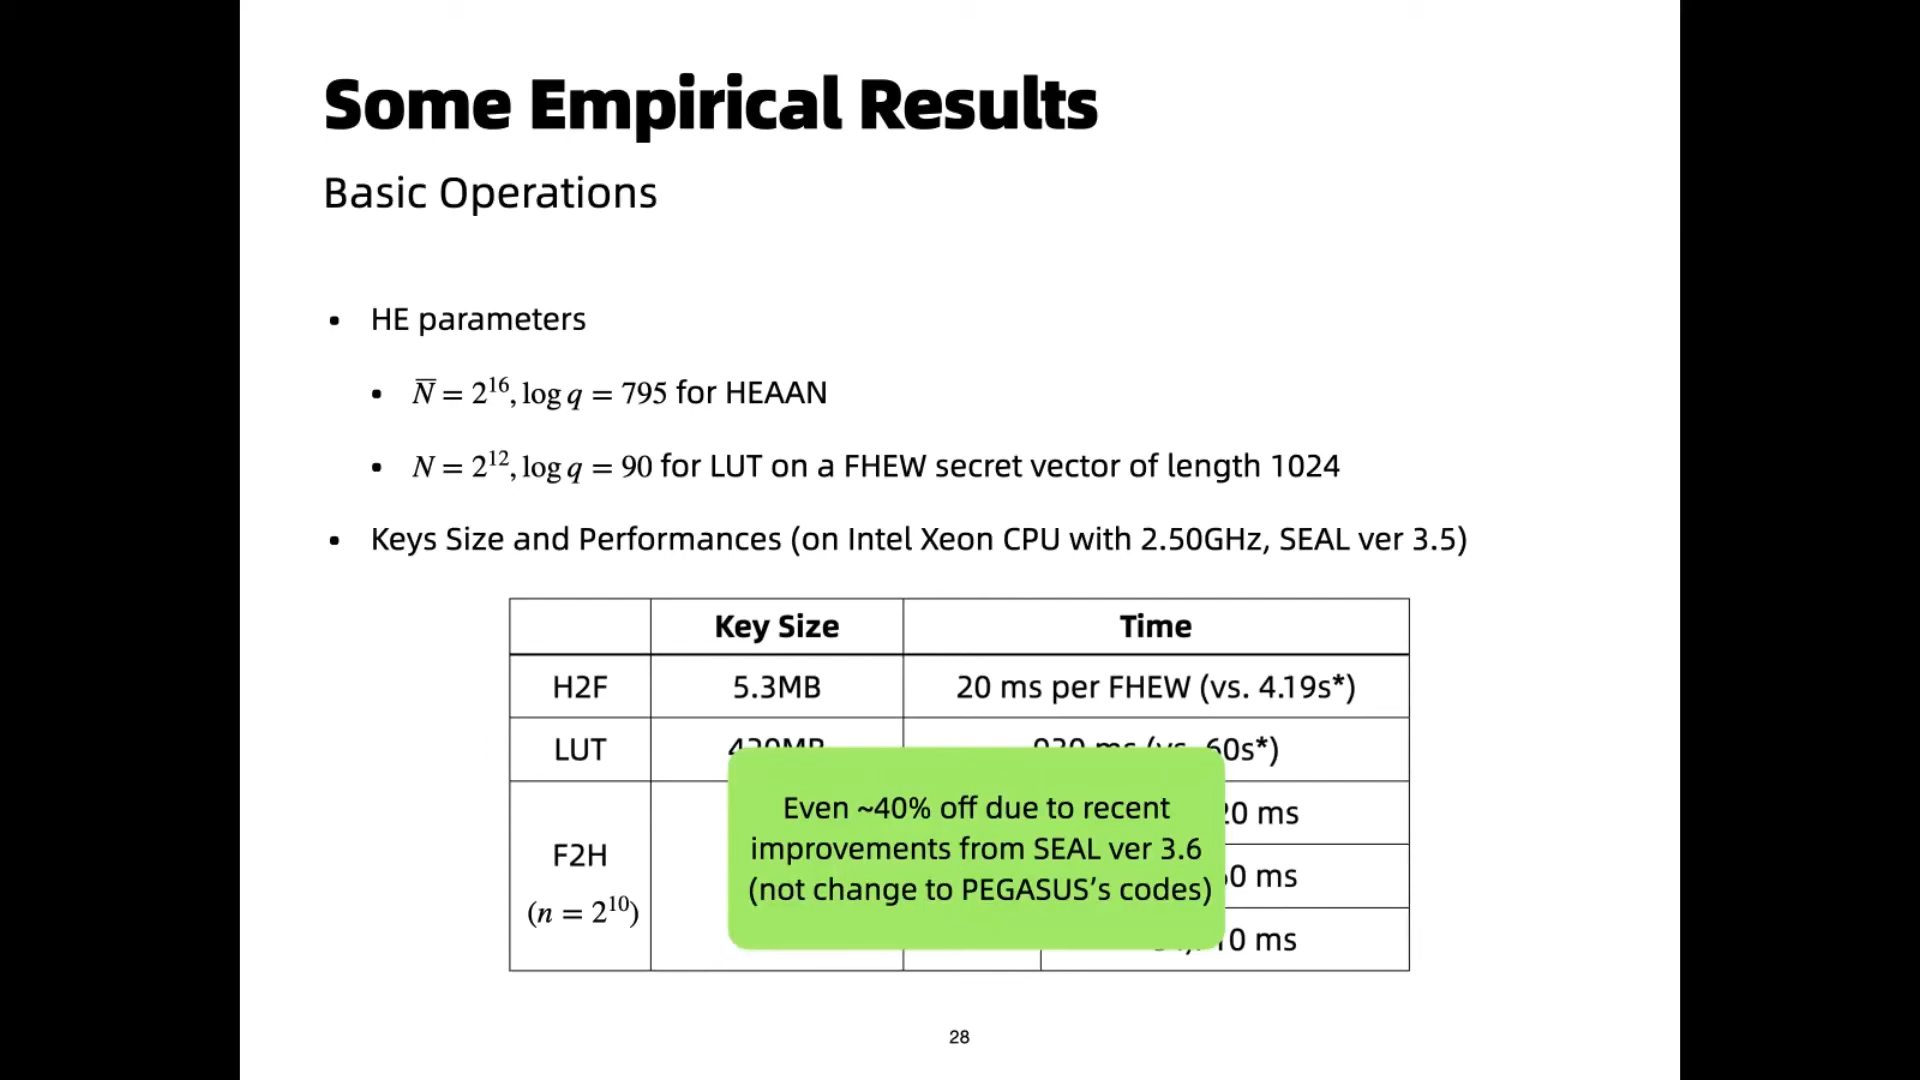 Some Empirical Results
Basic Operations
• HE parameters
• N̅ = 2¹⁶, log q = 795 for HEAAN
• N = 2¹², log q = 90 for LUT on a FHEW secret vector of length 1024
• Keys Size and Performances (on Intel Xeon CPU with 2.50GHz, SEAL ver 3.5)
Key Size Time
H2F 5.3MB 20 ms per FHEW (vs. 4.19s*)
LUT 60s*)
Even ~40% off due to recent
improvements from SEAL ver 3.6
(not change to PEGASUS’s codes)
F2H
(n = 2¹⁰)
ms
ms
ms
28